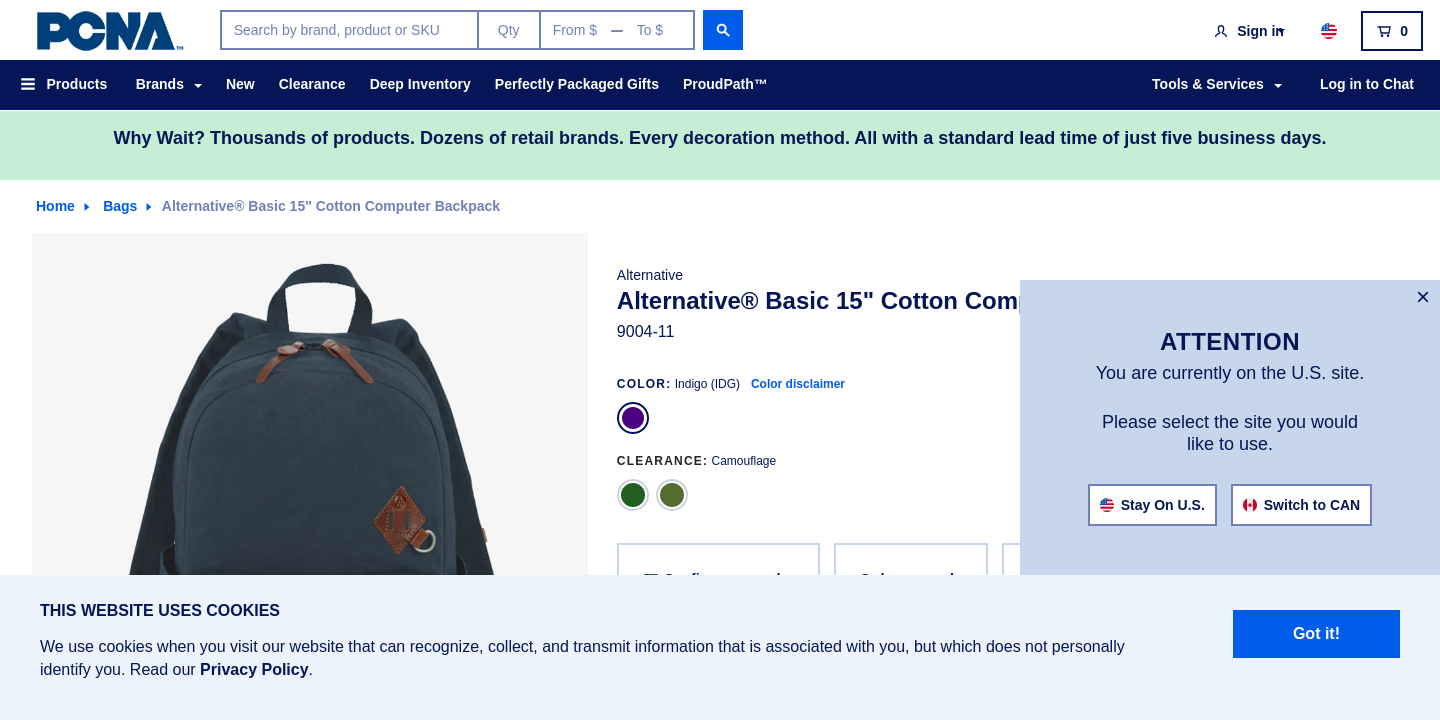 PCNA™
Search by brand, product or SKU
Qty
From $ — To $
Sign in
0
Products
Brands
New
Clearance
Deep Inventory
Perfectly Packaged Gifts
ProudPath™
Tools & Services
Log in to Chat
Why Wait? Thousands of products. Dozens of retail brands. Every decoration method. All with a standard lead time of just five business days.
Home
Bags
Alternative® Basic 15" Cotton Computer Backpack
Alternative
Alternative® Basic 15" Cotton
9004-11
COLOR: Indigo (IDG) Color disclaimer
CLEARANCE: Camouflage
×
ATTENTION
You are currently on the U.S. site.
Please select the site you would
like to use.
Stay On U.S.
Switch to CAN
THIS WEBSITE USES COOKIES
We use cookies when you visit our website that can recognize, collect, and transmit information that is associated with you, but which does not personally
identify you. Read our Privacy Policy.
Got it!